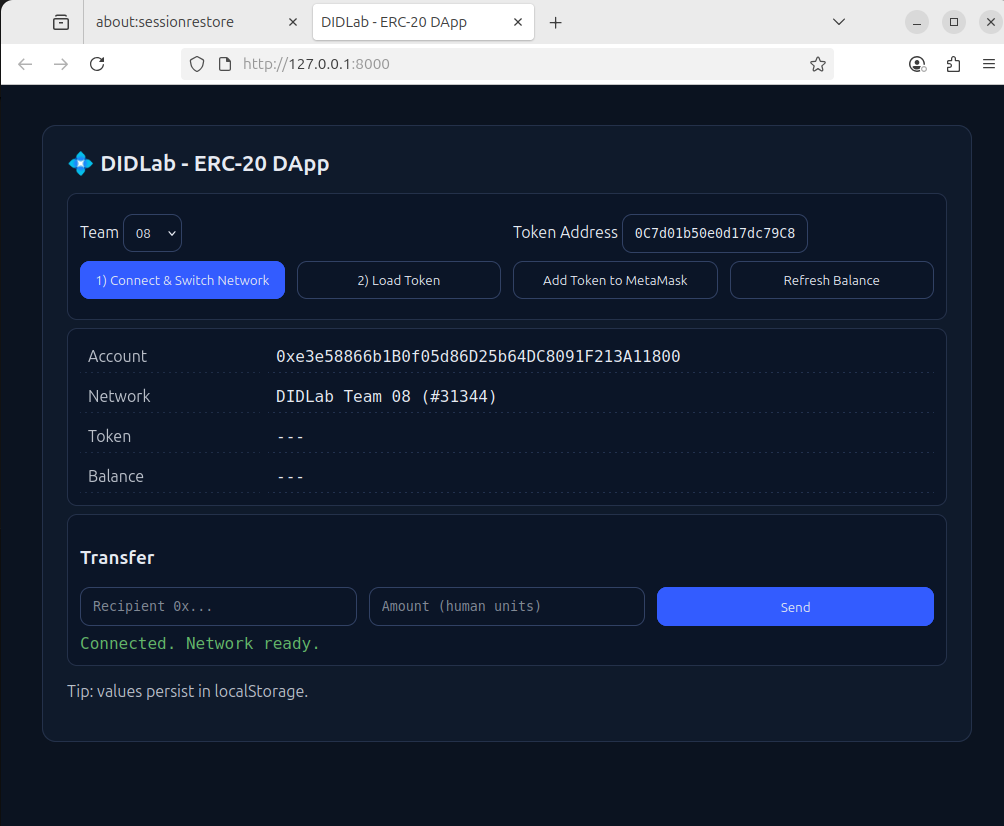 about:sessionrestore
DIDLab - ERC-20 DApp
http://127.0.0.1:8000
DIDLab - ERC-20 DApp
Team 08
Token Address 0C7d01b50e0d17dc79C8
1) Connect & Switch Network
2) Load Token
Add Token to MetaMask
Refresh Balance
Account 0xe3e58866b1B0f05d86D25b64DC8091F213A11800
Network DIDLab Team 08 (#31344)
Token ---
Balance ---
Transfer
Recipient 0x...
Amount (human units)
Send
Connected. Network ready.
Tip: values persist in localStorage.